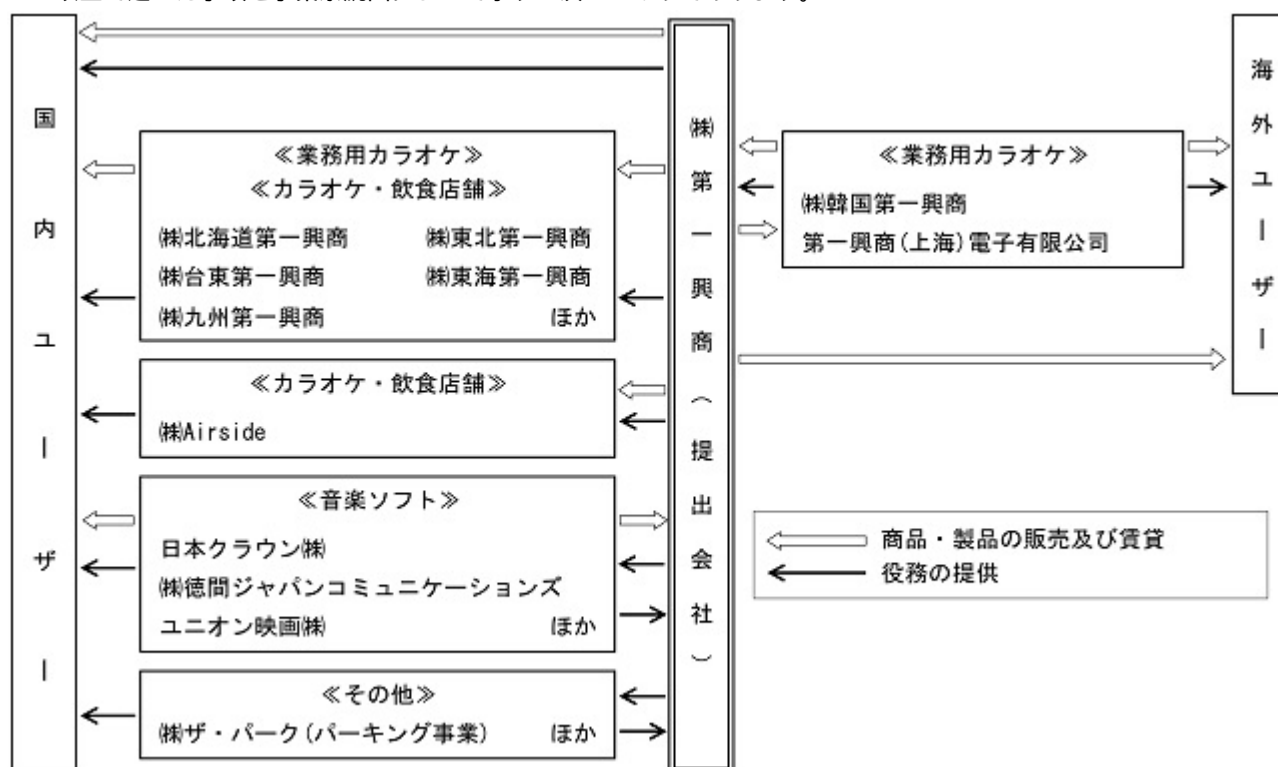 国内ユーザー
≪業務用カラオケ≫
≪カラオケ・飲食店舗≫
㈱北海道第一興商 ㈱東北第一興商
㈱台東第一興商 ㈱東海第一興商
㈱九州第一興商 ほか
≪カラオケ・飲食店舗≫
㈱Airside
≪音楽ソフト≫
日本クラウン㈱
㈱徳間ジャパンコミュニケーションズ
ユニオン映画㈱ ほか
≪その他≫
㈱ザ・パーク(パーキング事業) ほか
㈱第一興商(提出会社)
≪業務用カラオケ≫
㈱韓国第一興商
第一興商(上海)電子有限公司
海外ユーザー
商品・製品の販売及び賃貸
役務の提供